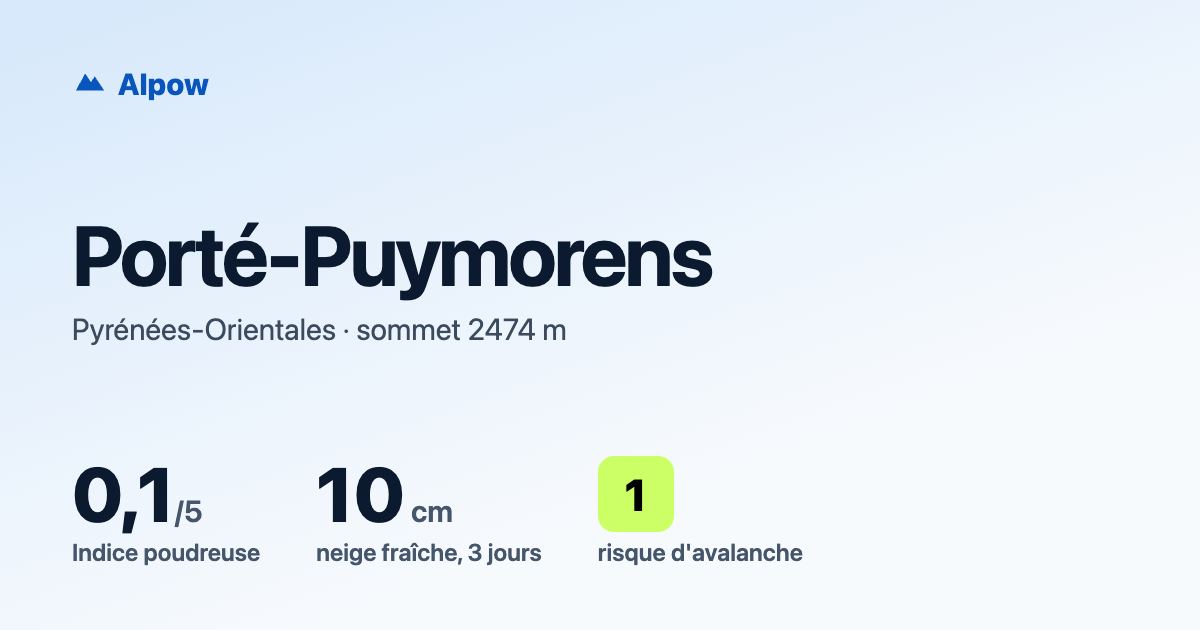 Alpow
Porté-Puymorens
Pyrénées-Orientales · sommet 2474 m
0,1/5 10 cm 1
Indice poudreuse neige fraîche, 3 jours risque d'avalanche